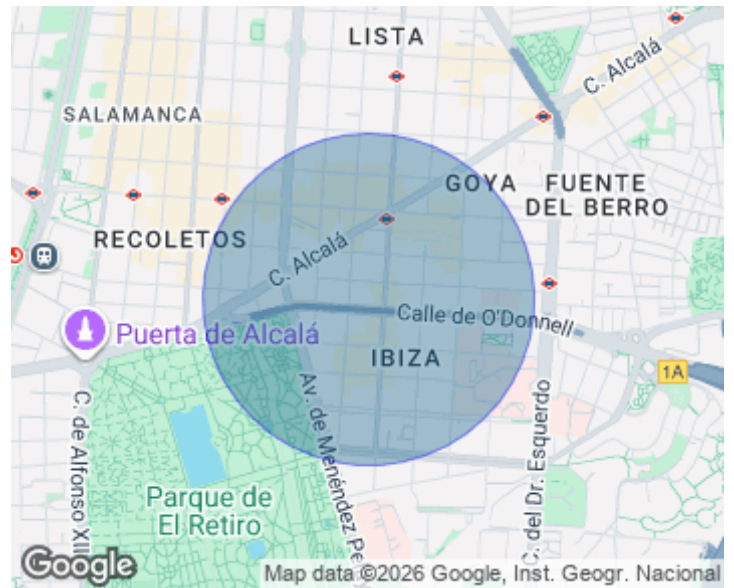 LISTA
C. Alcalá
SALAMANCA
GOYA
FUENTE
DEL BERRO
RECOLETOS
C. Alcalá
Calle de O'Donnell
Puerta de Alcalá
IBIZA
1A
C. de Alfonso XII
Av. de Menéndez Pe
C. del Dr. Esquerdo
Parque de
El Retiro
Google
Map data ©2026 Google, Inst. Geogr. Nacional